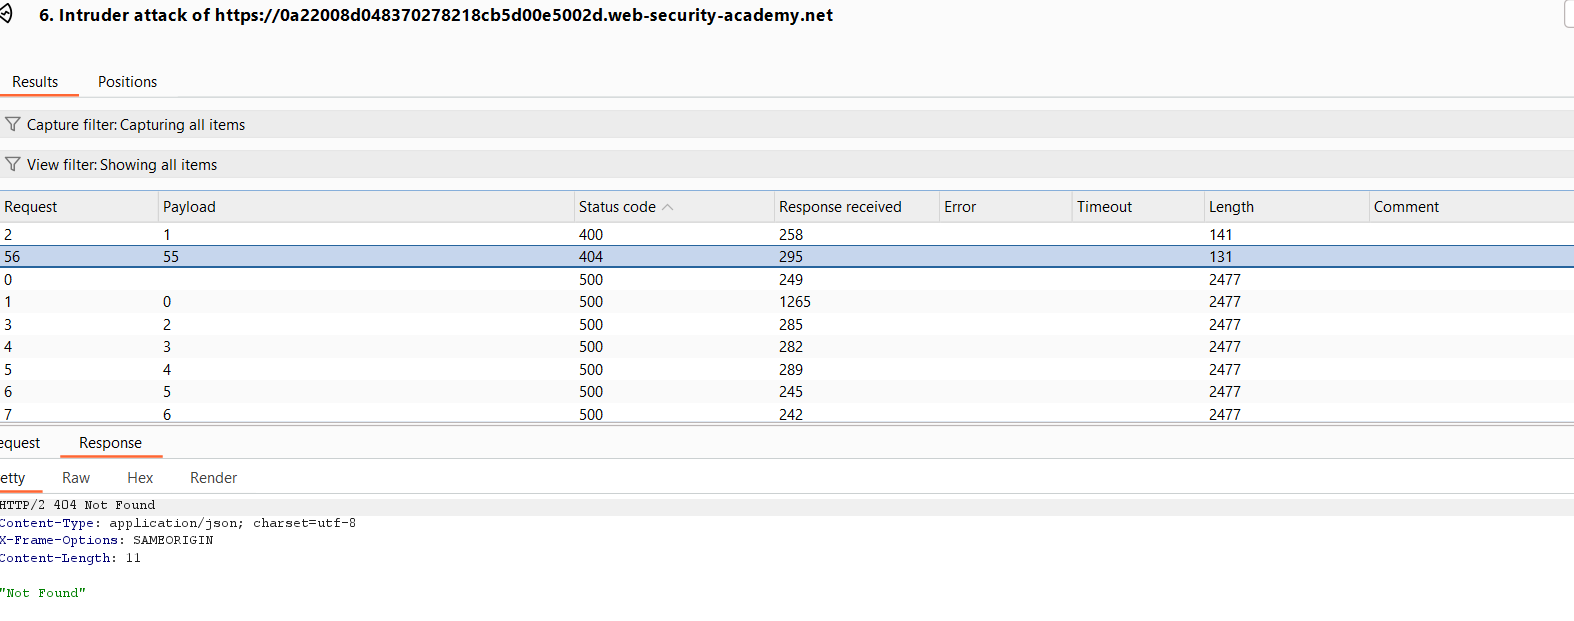 6. Intruder attack of https://0a22008d048370278218cb5d00e5002d.web-security-academy.net
Results Positions
Capture filter: Capturing all items
View filter: Showing all items
Request Payload Status code Response received Error Timeout Length Comment
2 1 400 258 141
56 55 404 295 131
0 500 249 2477
1 0 500 1265 2477
3 2 500 285 2477
4 3 500 282 2477
5 4 500 289 2477
6 5 500 245 2477
7 6 500 242 2477
equest Response
etty Raw Hex Render
HTTP/2 404 Not Found
Content-Type: application/json; charset=utf-8
X-Frame-Options: SAMEORIGIN
Content-Length: 11
"Not Found"